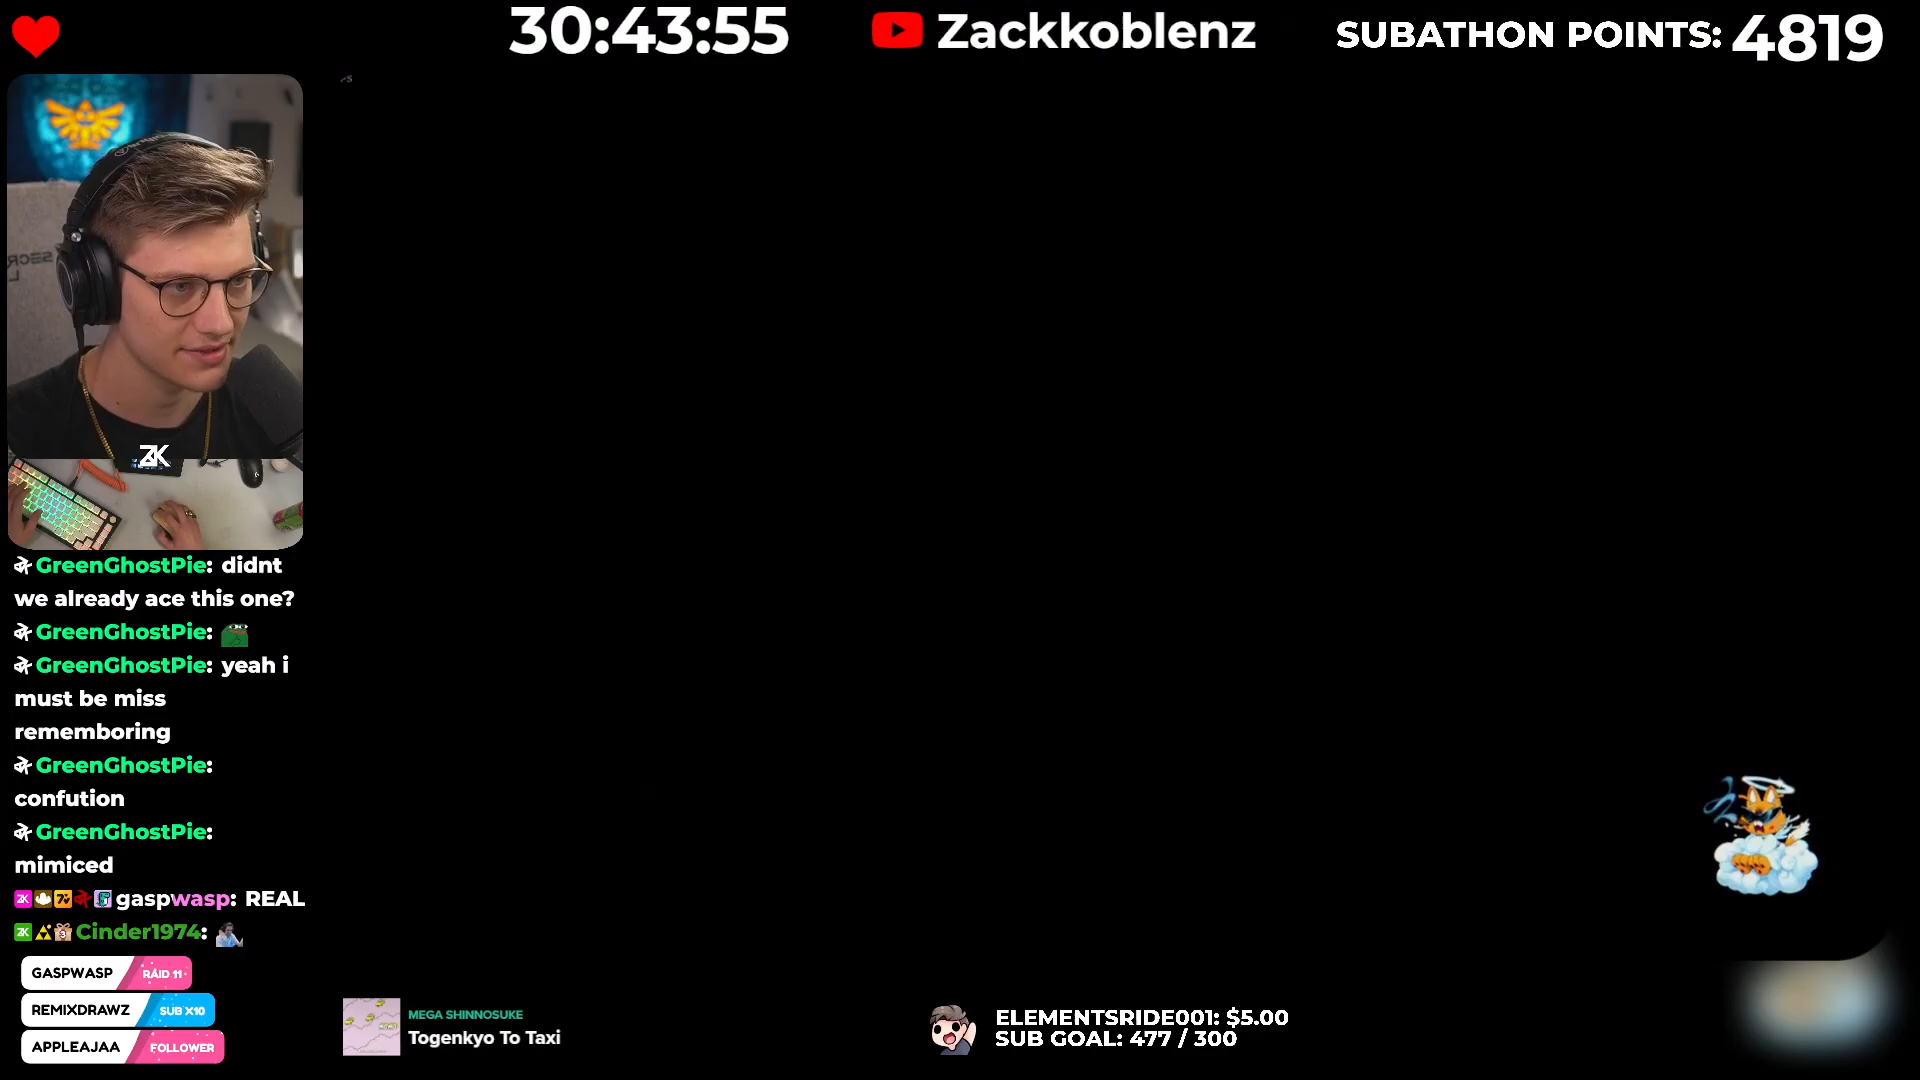 30:43:55
Zackkoblenz
SUBATHON POINTS: 4819
ZK
GreenGhostPie: didnt
we already ace this one?
GreenGhostPie:
GreenGhostPie: yeah i
must be miss
rememboring
GreenGhostPie:
confution
GreenGhostPie:
mimiced
gaspwasp: REAL
Cinder1974:
GASPWASP RAID 11
REMIXDRAWZ SUB X10
APPLEAJAA FOLLOWER
MEGA SHINNOSUKE
Togenkyo To Taxi
ELEMENTSRIDE001: $5.00
SUB GOAL: 477 / 300